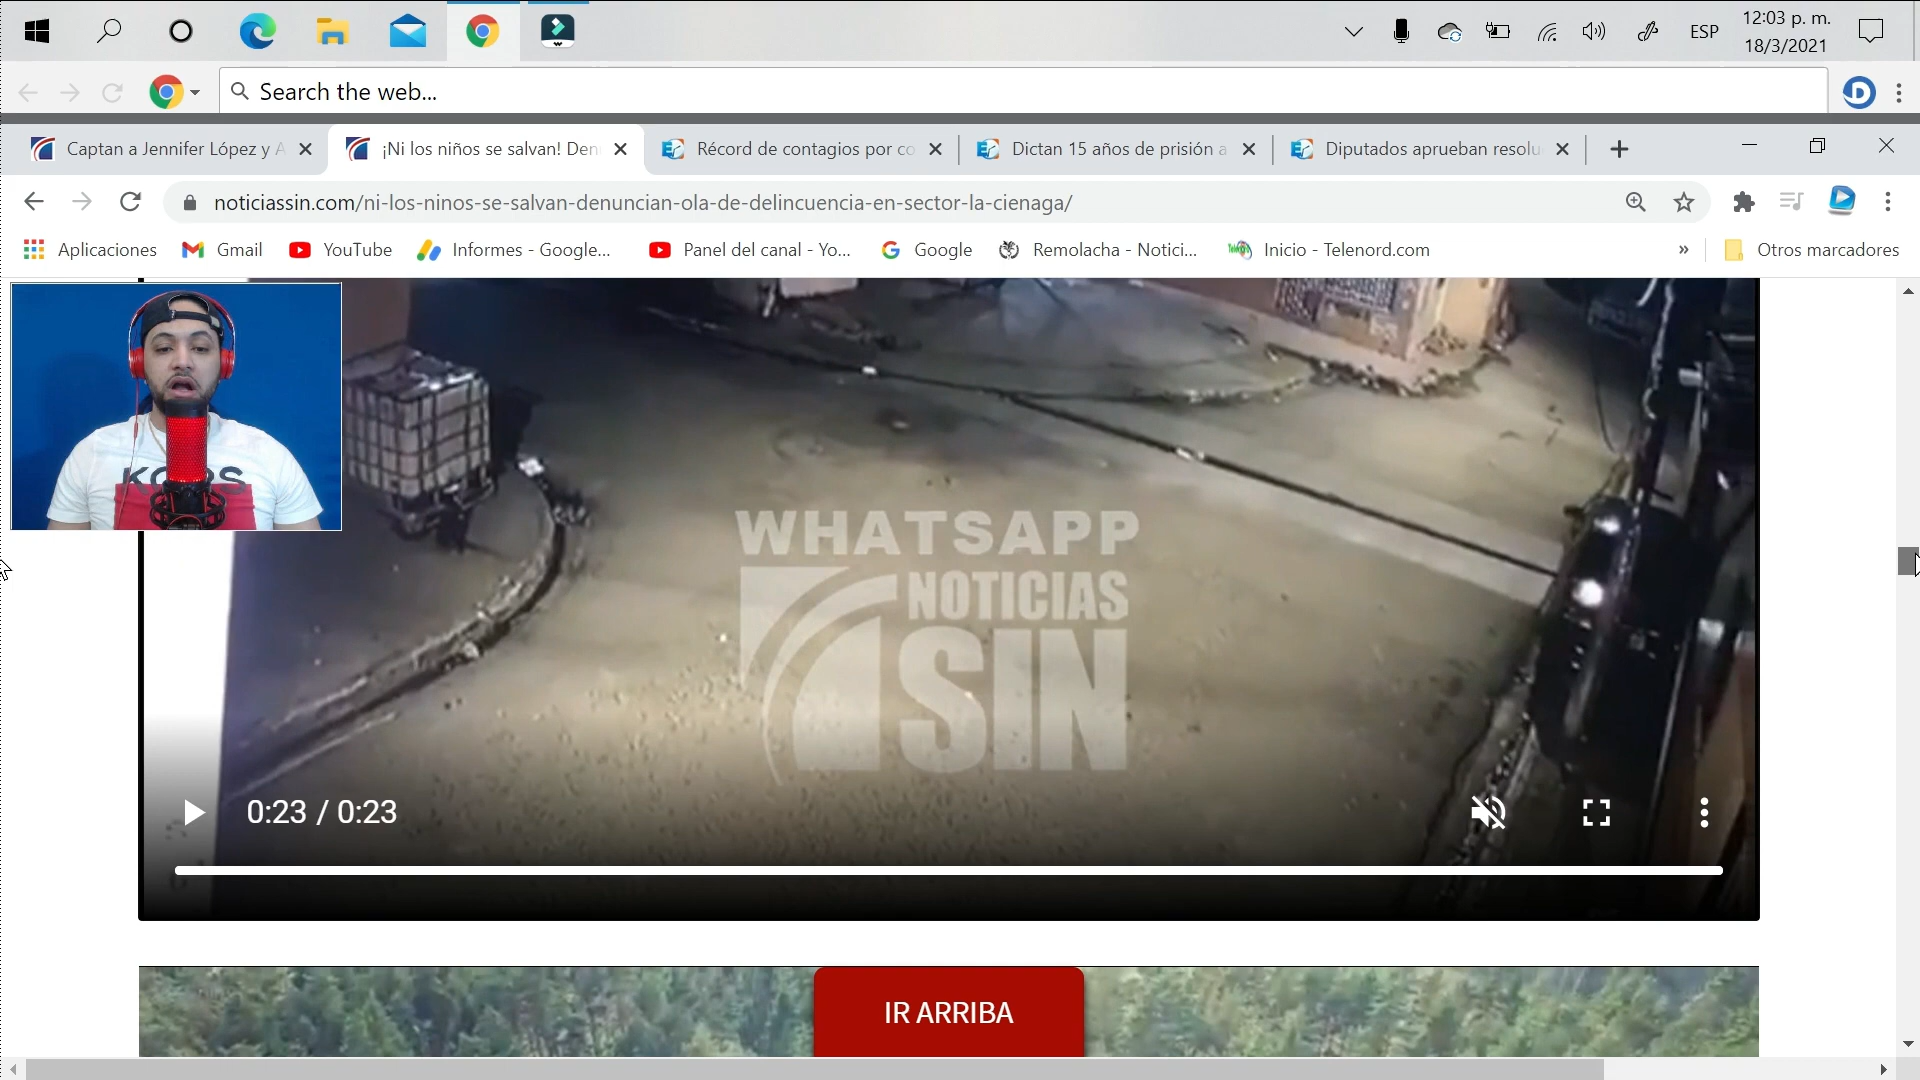 ESP
12:03 p. m.
18/3/2021
Search the web...
Captan a Jennifer López y A
¡Ni los niños se salvan! Den
Récord de contagios por co
Dictan 15 años de prisión a
Diputados aprueban resolu
noticiassin.com/ni-los-ninos-se-salvan-denuncian-ola-de-delincuencia-en-sector-la-cienaga/
Aplicaciones
Gmail
YouTube
Informes - Google...
Panel del canal - Yo...
Google
Remolacha - Notici...
Inicio - Telenord.com
»
Otros marcadores
WHATSAPP
NOTICIAS
SIN
0:23 / 0:23
IR ARRIBA